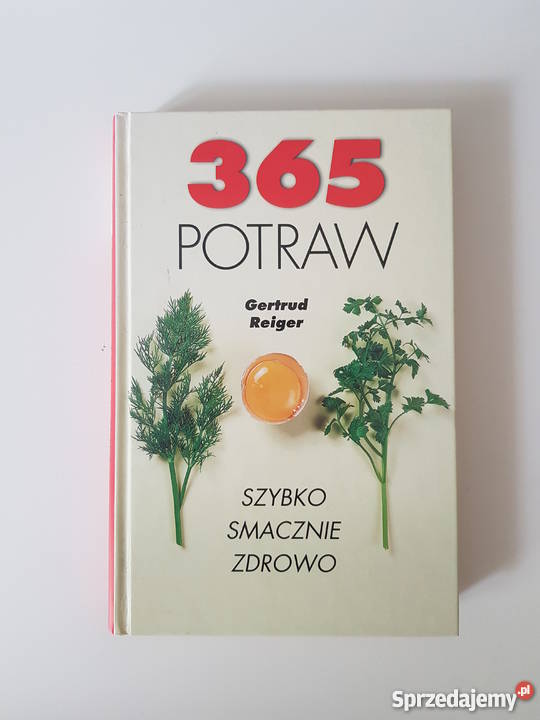 365
POTRAW
Gertrud
Reiger
SZYBKO
SMACZNIE
ZDROWO
Sprzedajemy.pl